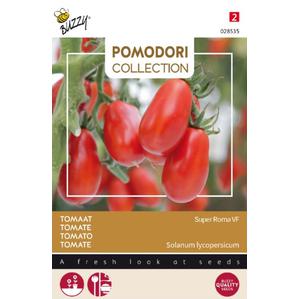 BUZZY
2
028535
POMODORI
COLLECTION
TOMAAT
TOMATE
TOMATO
TOMATE
Super Roma VF
Solanum lycopersicum
A fresh look at seeds
BUZZY
QUALITY
SEEDS